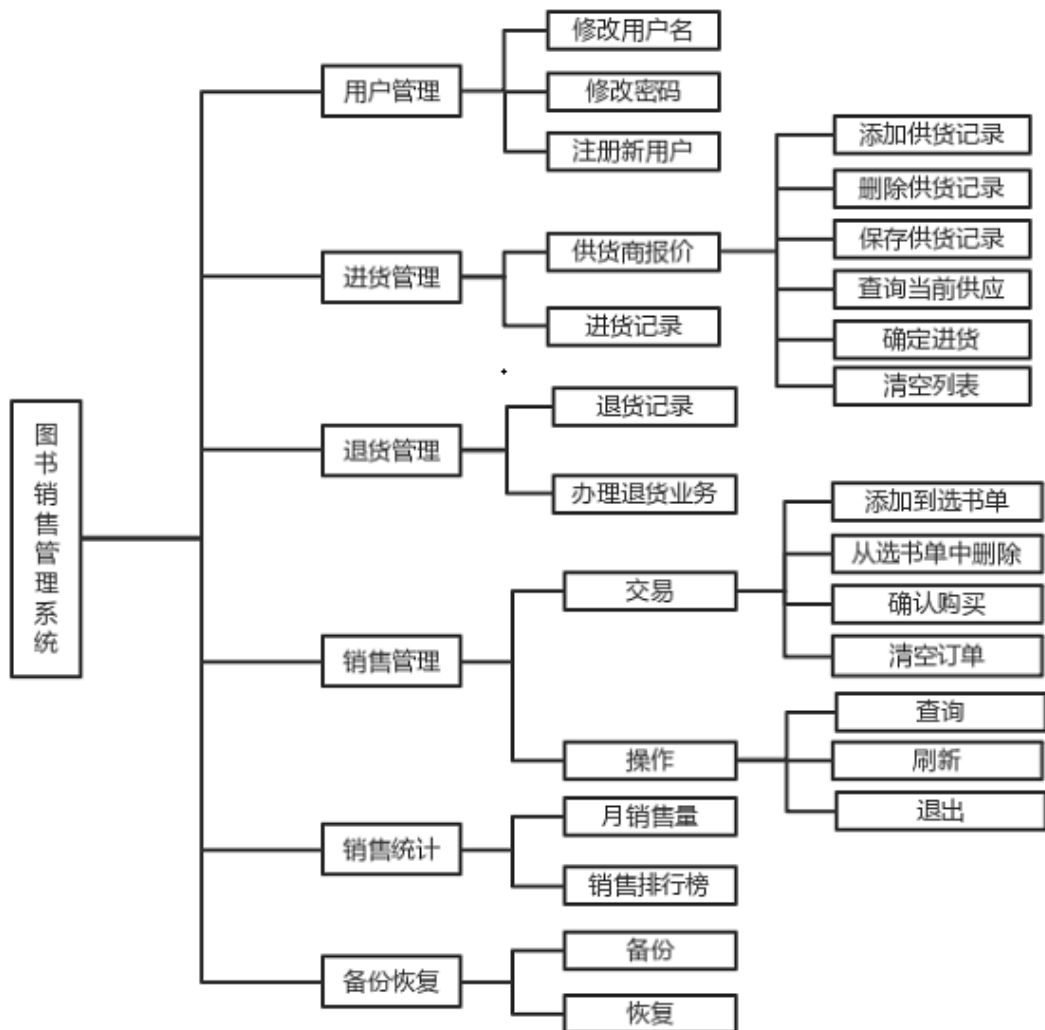 图书销售管理系统
用户管理
修改用户名
修改密码
注册新用户
进货管理
供货商报价
添加供货记录
删除供货记录
保存供货记录
查询当前供应
确定进货
清空列表
进货记录
退货管理
退货记录
办理退货业务
销售管理
交易
添加到选书单
从选书单中删除
确认购买
清空订单
操作
查询
刷新
退出
销售统计
月销售量
销售排行榜
备份恢复
备份
恢复